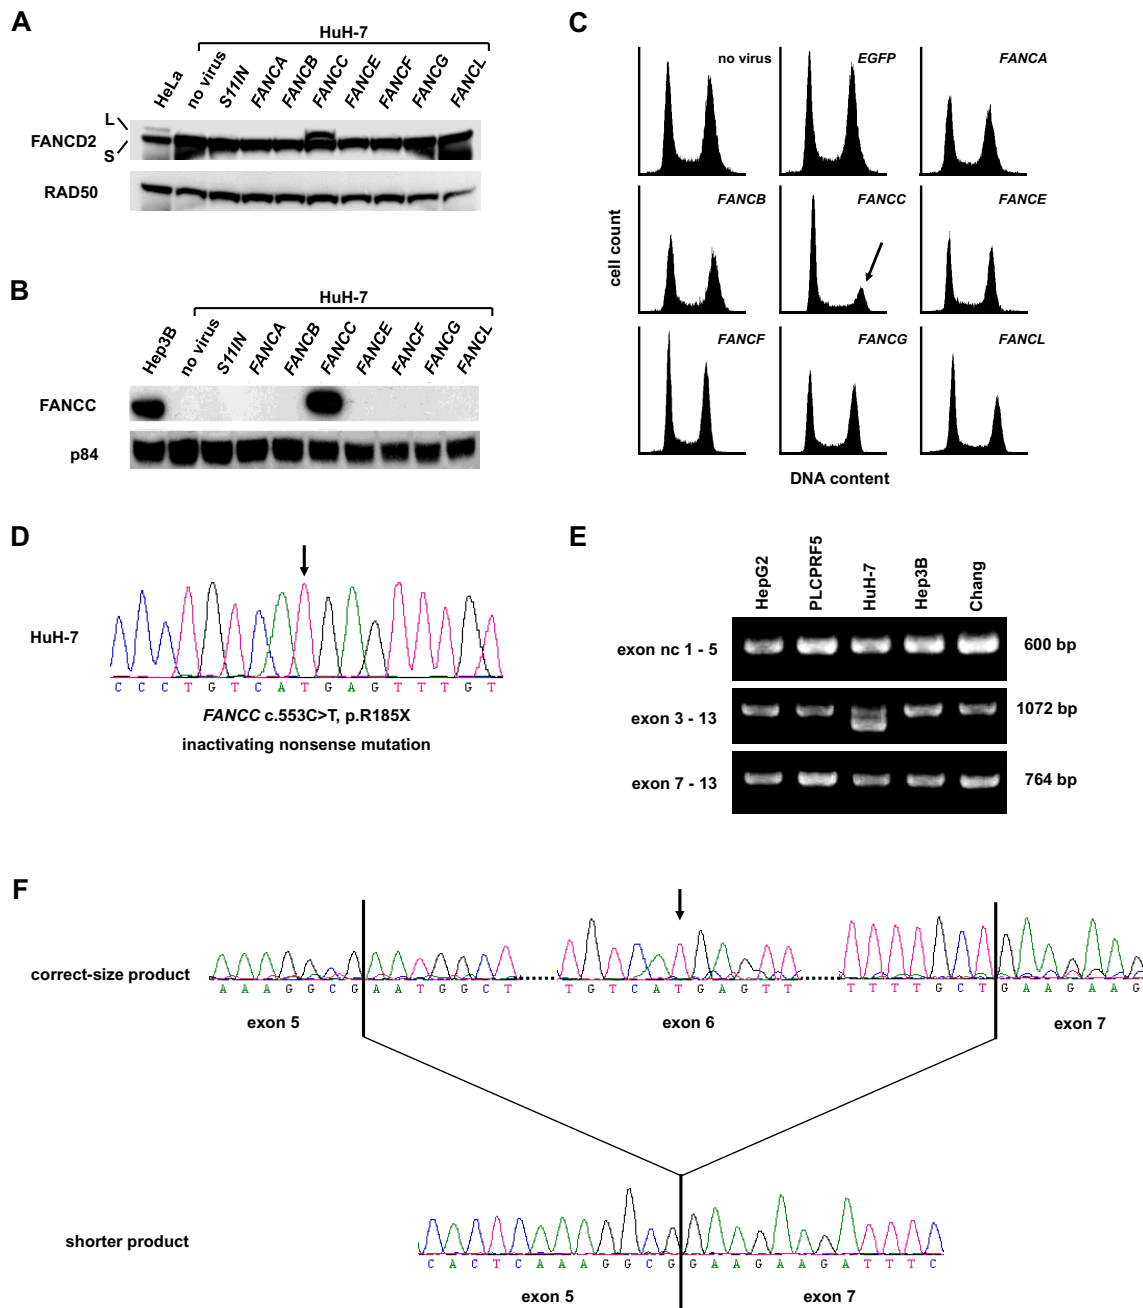 A
HuH-7
HeLa
no virus
S11IN
FANCA
FANCB
FANCC
FANCE
FANCF
FANCG
FANCL
L
FANCD2
S
RAD50
B
HuH-7
Hep3B
no virus
S11IN
FANCA
FANCB
FANCC
FANCE
FANCF
FANCG
FANCL
FANCC
p84
C
no virus
EGFP
FANCA
FANCB
FANCC
FANCE
FANCF
FANCG
FANCL
cell count
DNA content
D
HuH-7
C C C T G T C A T G A G T T T G T
FANCC c.553C>T, p.R185X
inactivating nonsense mutation
E
HepG2
PLCPRF5
HuH-7
Hep3B
Chang
exon nc 1 - 5
600 bp
exon 3 - 13
1072 bp
exon 7 - 13
764 bp
F
correct-size product
A A A G G C G A A T G G C T
T G T C A T G A G T T
T T T T G C T G A A G A A G
exon 5
exon 6
exon 7
shorter product
C A C T C A A A G G C G G A A G A A G A T T T C
exon 5
exon 7